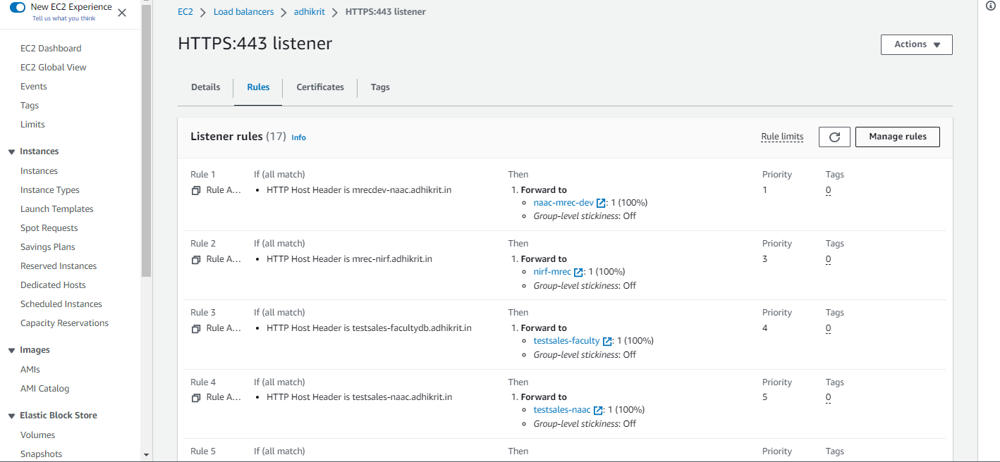 New EC2 Experience
Tell us what you think
EC2 Dashboard
EC2 Global View
Events
Tags
Limits
Instances
Instances
Instance Types
Launch Templates
Spot Requests
Savings Plans
Reserved Instances
Dedicated Hosts
Scheduled Instances
Capacity Reservations
Images
AMIs
AMI Catalog
Elastic Block Store
Volumes
Snapshots
EC2 > Load balancers > adhikrit > HTTPS:443 listener
HTTPS:443 listener
Actions
Details Rules Certificates Tags
Listener rules (17) Info
Rule limits
Manage rules
Rule 1 If (all match) Then Priority Tags
Rule A... • HTTP Host Header is mrecdev-naac.adhikrit.in 1. Forward to 1 0
naac-mrec-dev : 1 (100%)
Group-level stickiness: Off
Rule 2 If (all match) Then Priority Tags
Rule A... • HTTP Host Header is mrec-nirf.adhikrit.in 1. Forward to 3 0
nirf-mrec : 1 (100%)
Group-level stickiness: Off
Rule 3 If (all match) Then Priority Tags
Rule A... • HTTP Host Header is testsales-facultydb.adhikrit.in 1. Forward to 4 0
testsales-faculty : 1 (100%)
Group-level stickiness: Off
Rule 4 If (all match) Then Priority Tags
Rule A... • HTTP Host Header is testsales-naac.adhikrit.in 1. Forward to 5 0
testsales-naac : 1 (100%)
Group-level stickiness: Off
Rule 5 If (all match) Then Priority Tags